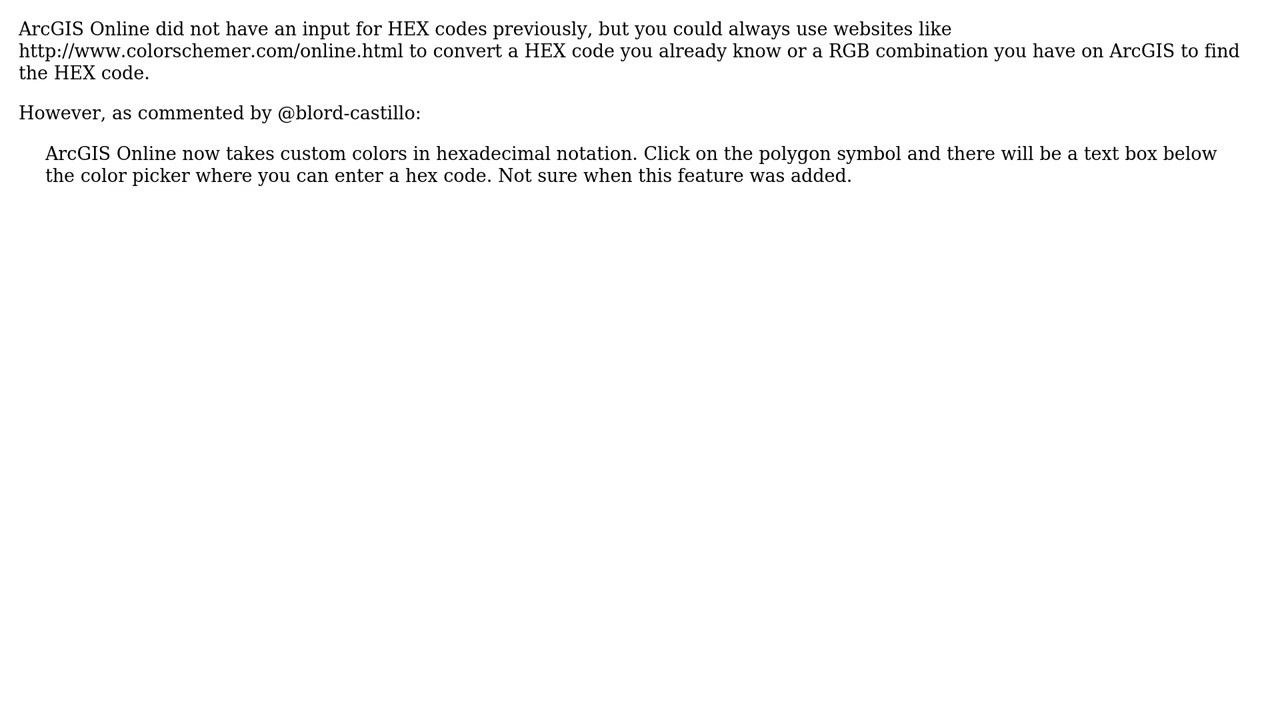 ArcGIS Online did not have an input for HEX codes previously, but you could always use websites like
http://www.colorschemer.com/online.html to convert a HEX code you already know or a RGB combination you have on ArcGIS to find
the HEX code.
However, as commented by @blord-castillo:
ArcGIS Online now takes custom colors in hexadecimal notation. Click on the polygon symbol and there will be a text box below
the color picker where you can enter a hex code. Not sure when this feature was added.